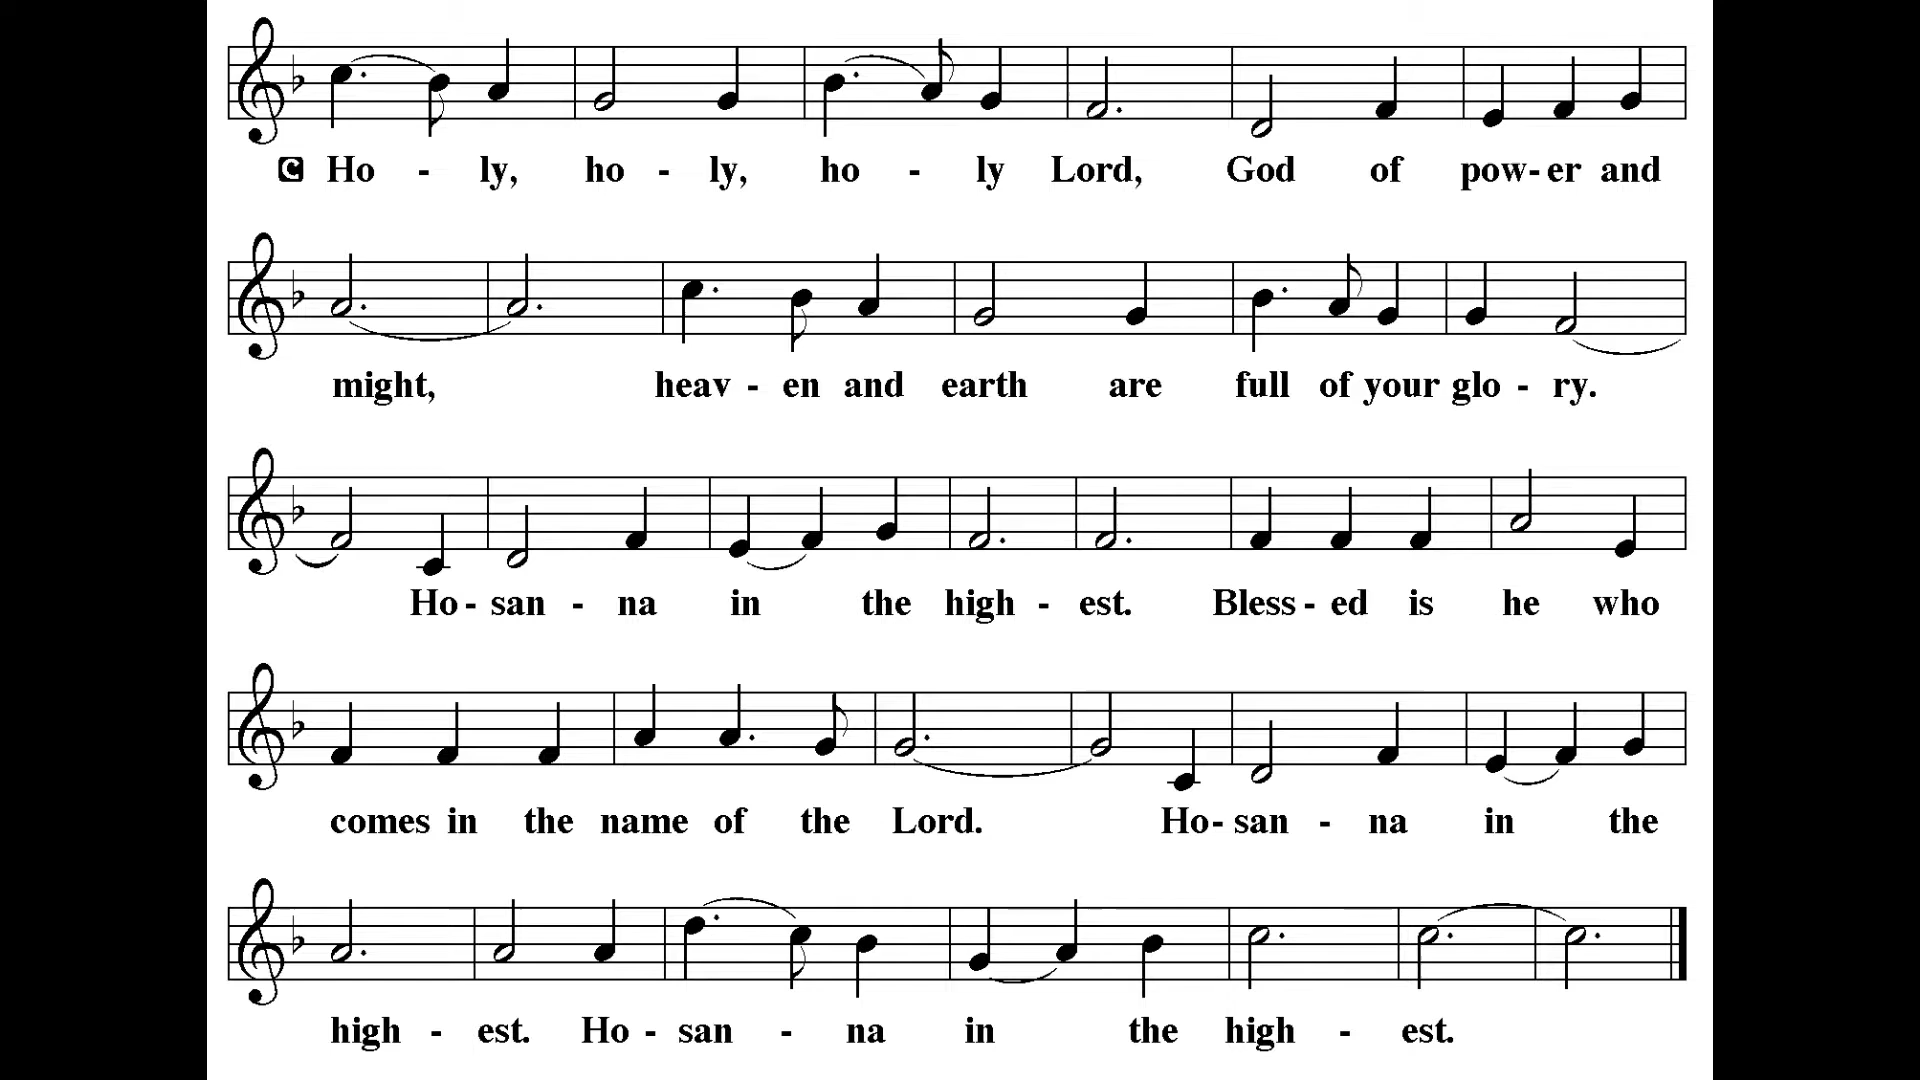 C Ho - ly, ho - ly, ho - ly Lord, God of pow- er and
might, heav - en and earth are full of your glo - ry.
Ho - san - na in the high - est. Bless - ed is he who
comes in the name of the Lord. Ho- san - na in the
high - est. Ho - san - na in the high - est.